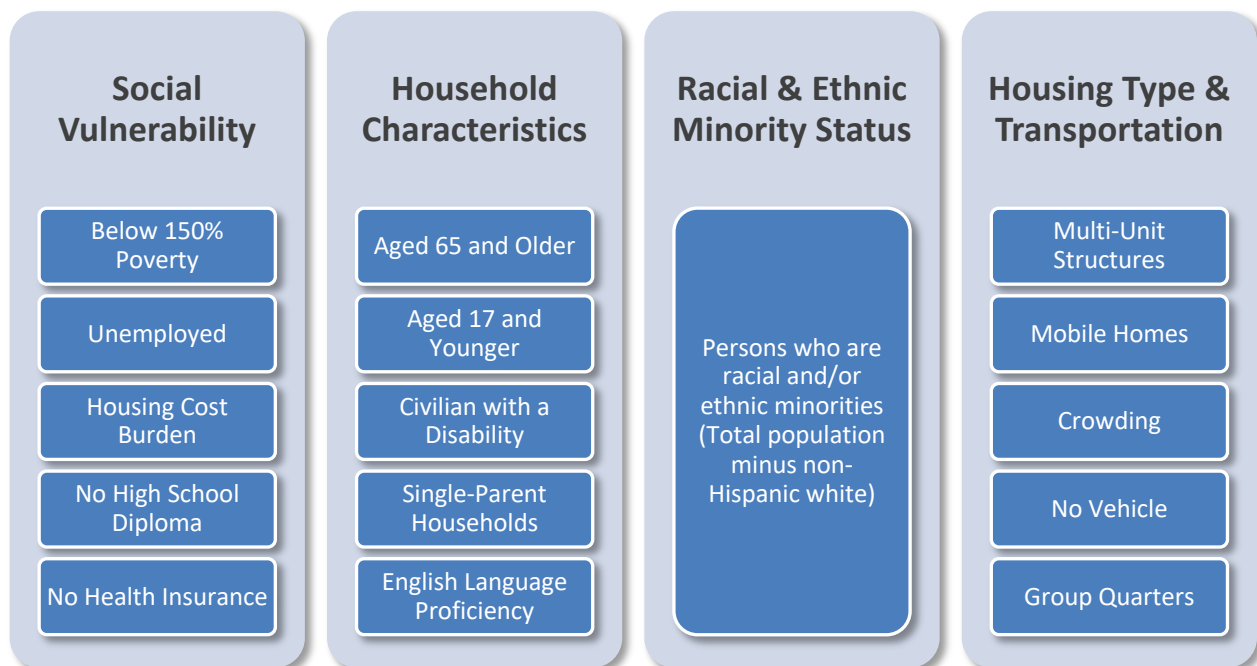 Social
Vulnerability
Below 150%
Poverty
Unemployed
Housing Cost
Burden
No High School
Diploma
No Health Insurance
Household
Characteristics
Aged 65 and Older
Aged 17 and
Younger
Civilian with a
Disability
Single-Parent
Households
English Language
Proficiency
Racial & Ethnic
Minority Status
Persons who are
racial and/or
ethnic minorities
(Total population
minus non-
Hispanic white)
Housing Type &
Transportation
Multi-Unit
Structures
Mobile Homes
Crowding
No Vehicle
Group Quarters